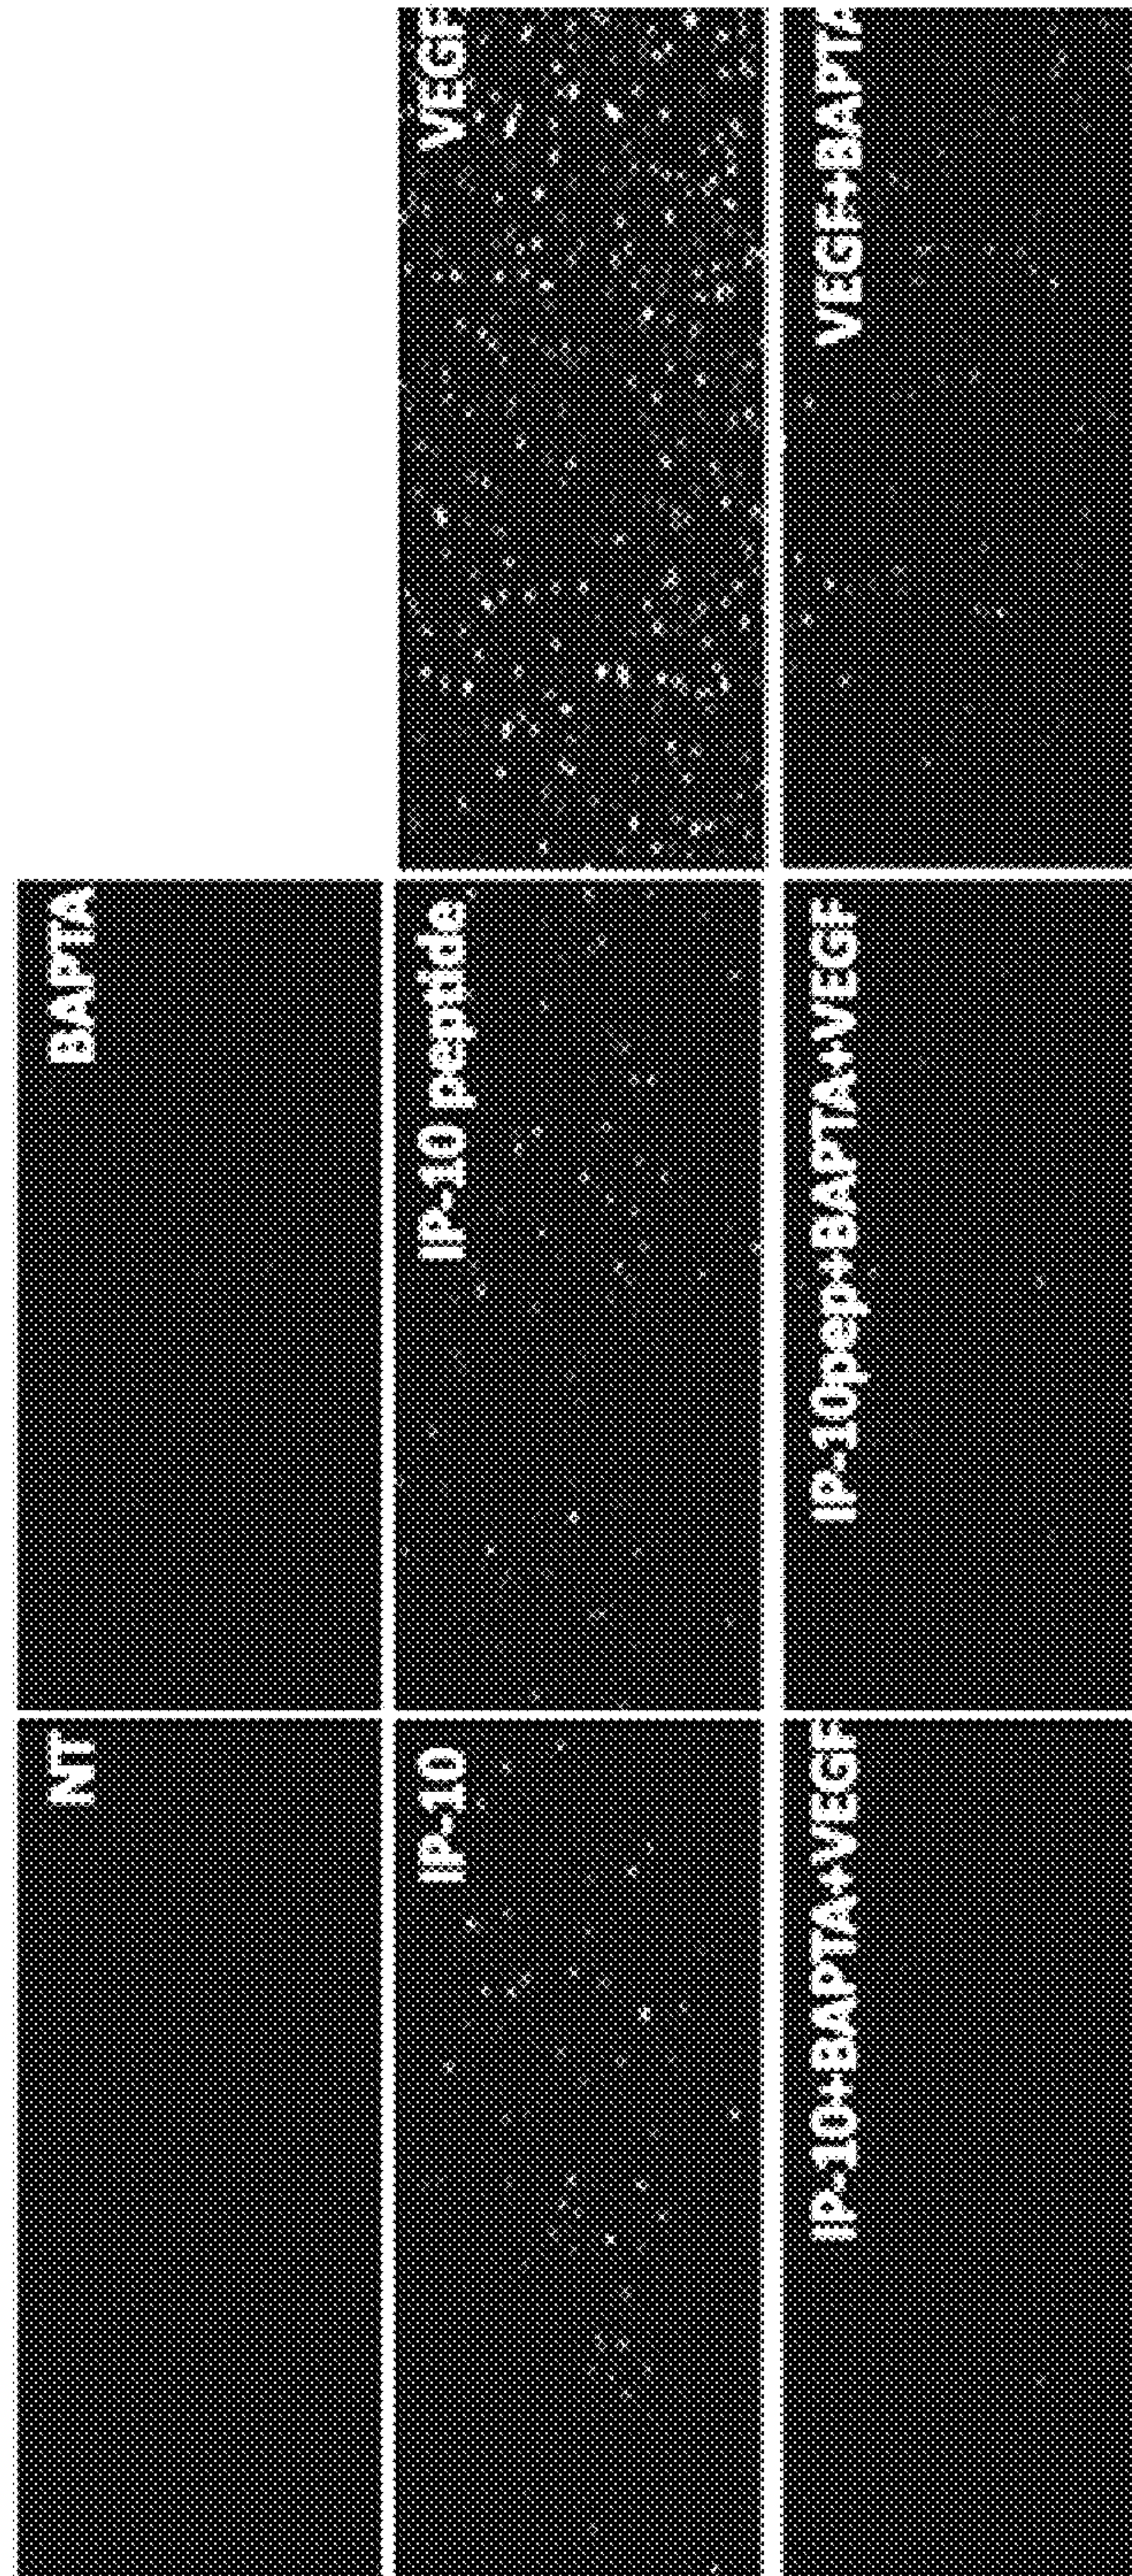 NT
BAPTA
IP-10
IP-10 peptide
VEGF
IP-10+BAPTA+VEGF
IP-10pep+BAPTA+VEGF
VEGF+BAPTA